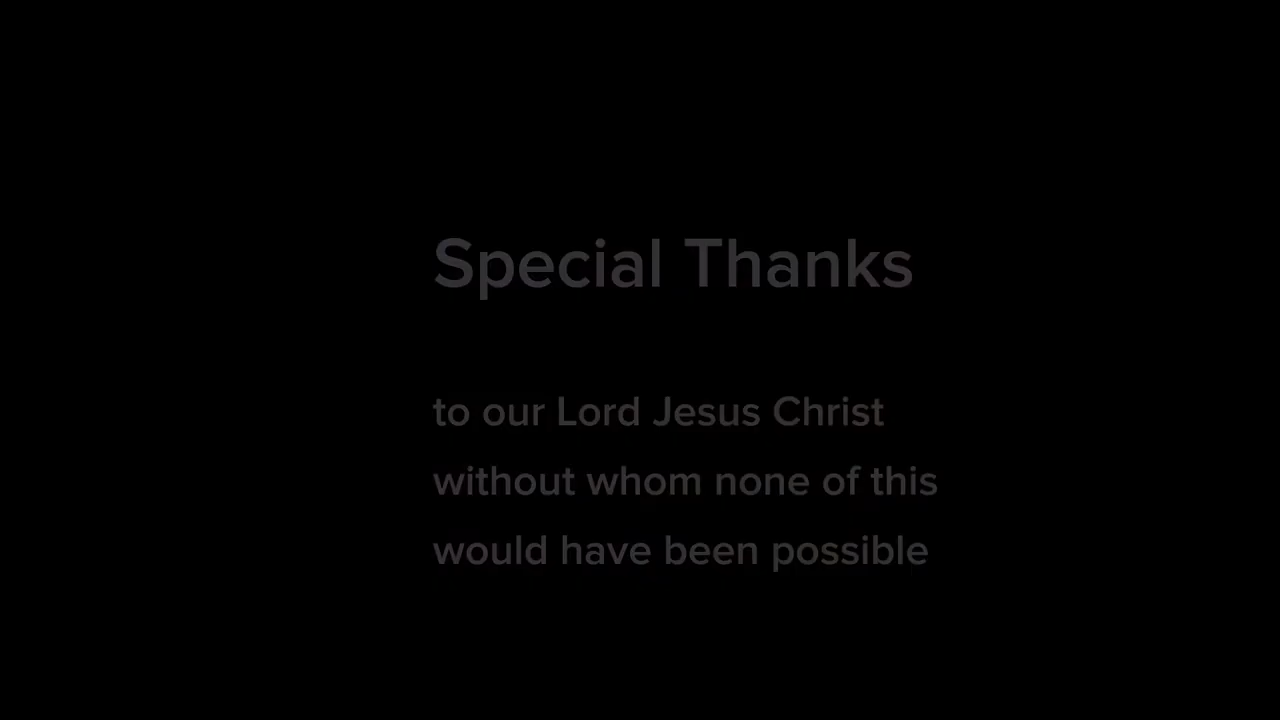 Special Thanks
to our Lord Jesus Christ
without whom none of this
would have been possible